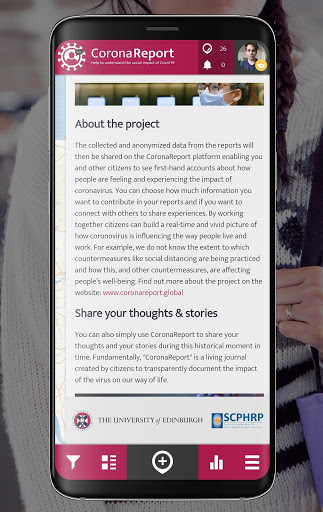 CoronaReport
Help to understand the social impact of Covid-19
26
0
About the project
The collected and anonymized data from the reports will
then be shared on the CoronaReport platform enabling you
and other citizens to see first-hand accounts about how
people are feeling and experiencing the impact of
coronavirus. You can choose how much information you
want to contribute in your reports and if you want to
connect with others to share experiences. By working
together citizens can build a real-time and vivid picture of
how coronovirus is influencing the way people live and
work. For example, we do not know the extent to which
countermeasures like social distancing are being practiced
and how this, and other countermeasures, are affecting
people's well-being. Find out more about the project on the
website: www.coronareport.global
Share your thoughts & stories
You can also simply use CoronaReport to share your
thoughts and your stories during this historical moment in
time. Fundamentally, "CoronaReport" is a living journal
created by citizens to transparently document the impact
of the virus on our way of life.
THE UNIVERSITY of EDINBURGH
SCPHRP